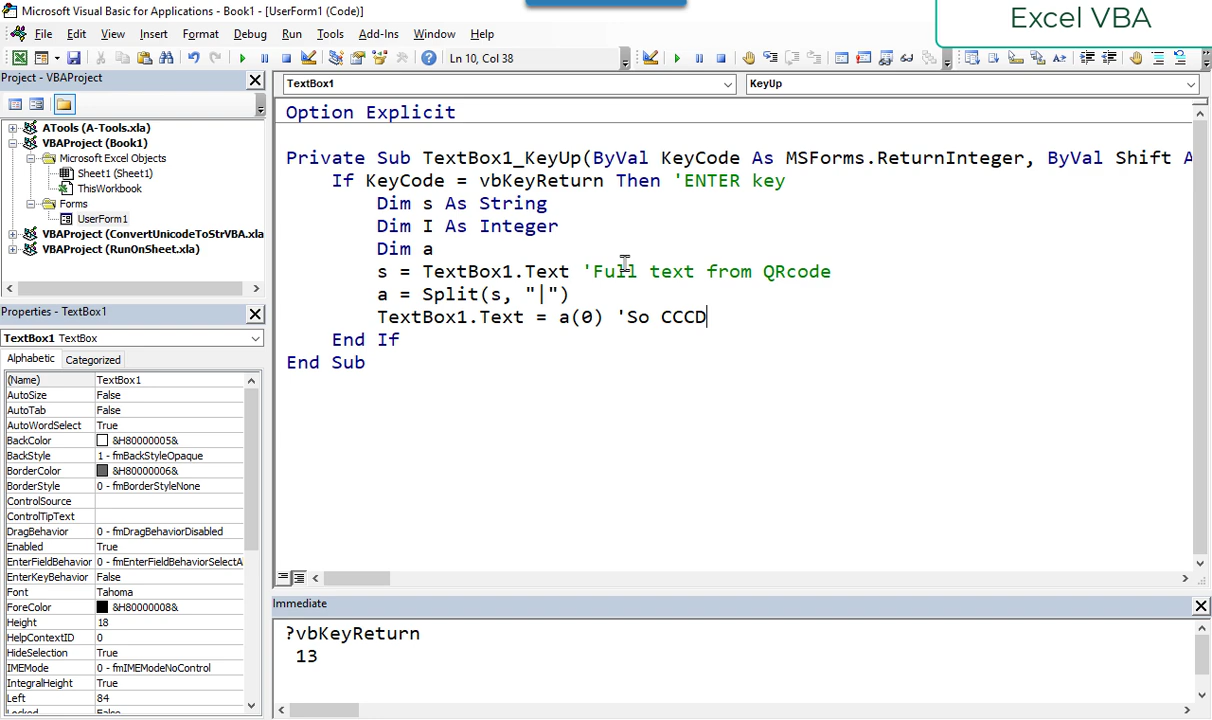 Microsoft Visual Basic for Applications - Book1 - [UserForm1 (Code)]
Excel VBA
File Edit View Insert Format Debug Run Tools Add-Ins Window Help
Ln 10, Col 38
Project - VBAProject
TextBox1
KeyUp
ATools (A-Tools.xla)
VBAProject (Book1)
Microsoft Excel Objects
Sheet1 (Sheet1)
ThisWorkbook
Forms
UserForm1
VBAProject (ConvertUnicodeToStrVBA.xla
VBAProject (RunOnSheet.xla)
Option Explicit
Private Sub TextBox1_KeyUp(ByVal KeyCode As MSForms.ReturnInteger, ByVal Shift A
If KeyCode = vbKeyReturn Then 'ENTER key
Dim s As String
Dim I As Integer
Dim a
s = TextBox1.Text 'Full text from QRcode
a = Split(s, "|")
TextBox1.Text = a(0) 'So CCCD
End If
End Sub
Properties - TextBox1
TextBox1 TextBox
Alphabetic Categorized
(Name) TextBox1
AutoSize False
AutoTab False
AutoWordSelect True
BackColor &H80000005&
BackStyle 1 - fmBackStyleOpaque
BorderColor &H80000006&
BorderStyle 0 - fmBorderStyleNone
ControlSource
ControlTipText
DragBehavior 0 - fmDragBehaviorDisabled
Enabled True
EnterFieldBehavior 0 - fmEnterFieldBehaviorSelectA
EnterKeyBehavior False
Font Tahoma
ForeColor &H80000008&
Height 18
HelpContextID 0
HideSelection True
IMEMode 0 - fmIMEModeNoControl
IntegralHeight True
Left 84
Locked False
Immediate
?vbKeyReturn
13